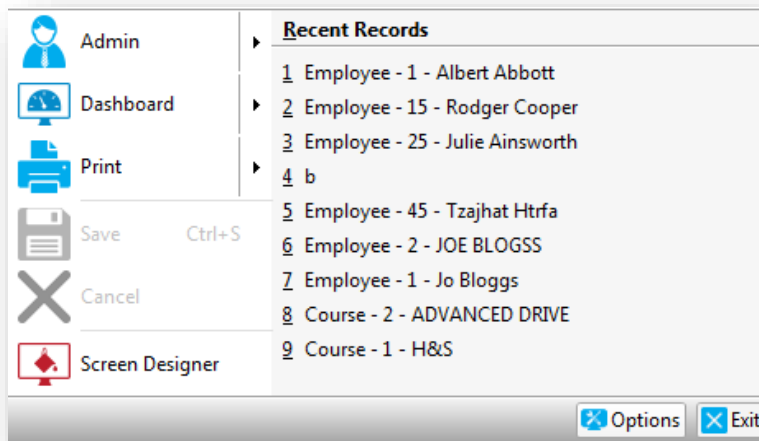 Admin
Dashboard
Print
Save Ctrl+S
Cancel
Screen Designer
Recent Records
1 Employee - 1 - Albert Abbott
2 Employee - 15 - Rodger Cooper
3 Employee - 25 - Julie Ainsworth
4 b
5 Employee - 45 - Tzajhat Htrfa
6 Employee - 2 - JOE BLOGSS
7 Employee - 1 - Jo Bloggs
8 Course - 2 - ADVANCED DRIVE
9 Course - 1 - H&S
Options Exit